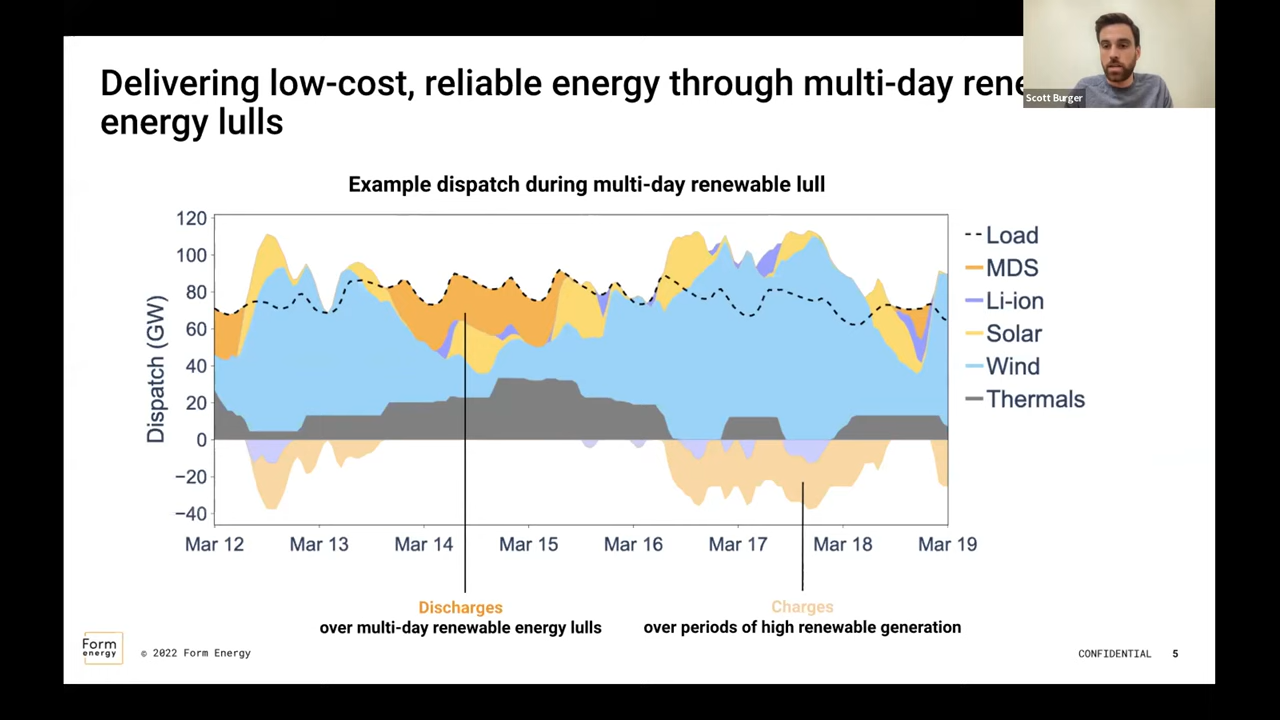 Delivering low-cost, reliable energy through multi-day rene
energy lulls
Scott Burger
Example dispatch during multi-day renewable lull
Dispatch (GW)
120
100
80
60
40
20
0
−20
−40
Mar 12
Mar 13
Mar 14
Mar 15
Mar 16
Mar 17
Mar 18
Mar 19
Load
MDS
Li-ion
Solar
Wind
Thermals
Discharges
over multi-day renewable energy lulls
Charges
over periods of high renewable generation
Form
energy
© 2022 Form Energy
CONFIDENTIAL 5